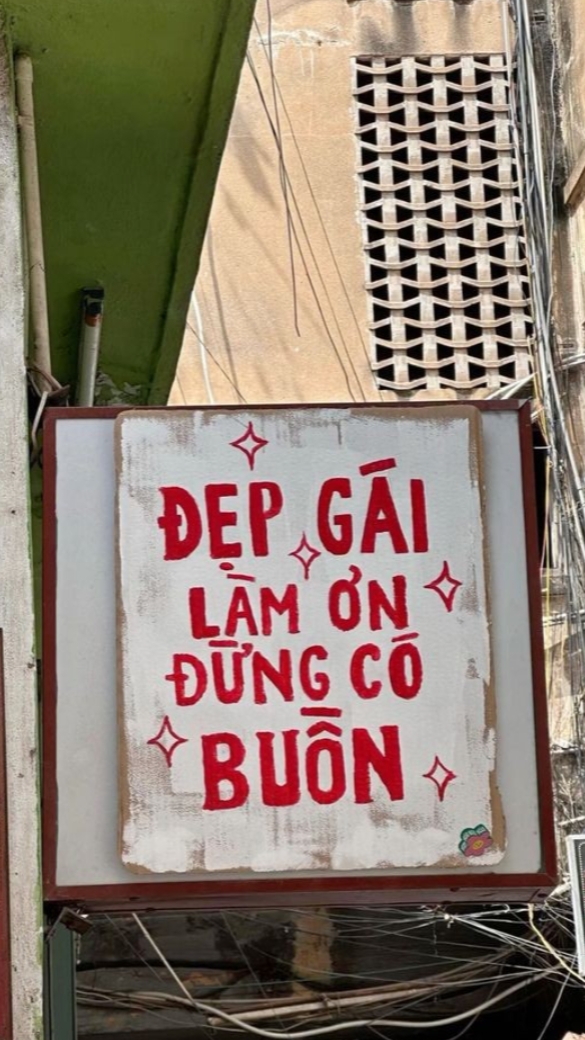 ĐẸP GÁI
LÀM ƠN
ĐỪNG CÓ
BUỒN